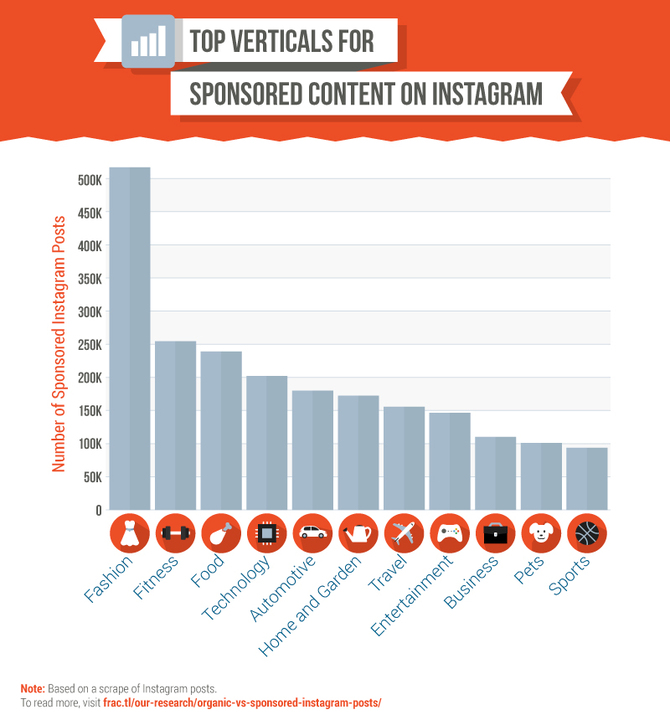 TOP VERTICALS FOR
SPONSORED CONTENT ON INSTAGRAM
Number of Sponsored Instagram Posts
500K
450K
400K
350K
300K
250K
200K
150K
100K
50K
0
Fashion
Fitness
Food
Technology
Automotive
Home and Garden
Travel
Entertainment
Business
Pets
Sports
Note: Based on a scrape of Instagram posts.
To read more, visit frac.tl/our-research/organic-vs-sponsored-instagram-posts/